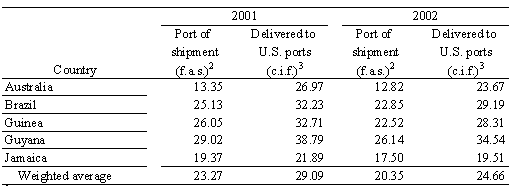 2001 2002
Port of Delivered to Port of Delivered to
shipment U.S. ports shipment U.S. ports
Country (f.a.s.)2 (c.i.f.)3 (f.a.s.)2 (c.i.f.)3
Australia 13.35 26.97 12.82 23.67
Brazil 25.13 32.23 22.85 29.19
Guinea 26.05 32.71 22.52 28.31
Guyana 29.02 38.79 26.14 34.54
Jamaica 19.37 21.89 17.50 19.51
Weighted average 23.27 29.09 20.35 24.66